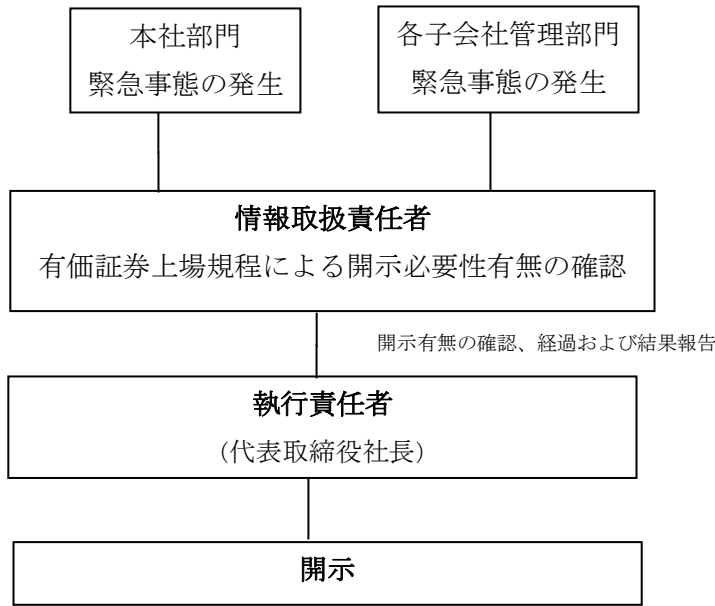 本社部門
緊急事態の発生
各子会社管理部門
緊急事態の発生
情報取扱責任者
有価証券上場規程による開示必要性有無の確認
開示有無の確認、経過および結果報告
執行責任者
（代表取締役社長）
開示